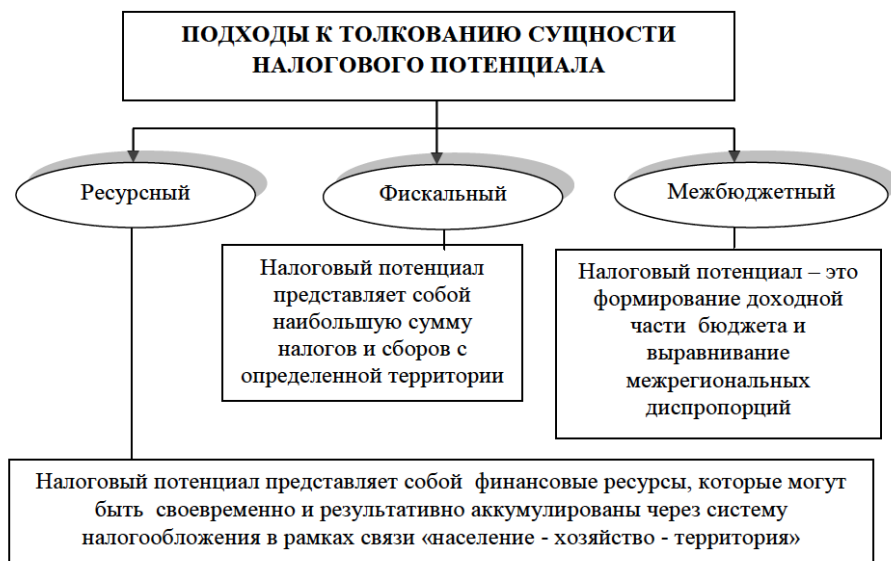 ПОДХОДЫ К ТОЛКОВАНИЮ СУЩНОСТИ
НАЛОГОВОГО ПОТЕНЦИАЛА
Ресурсный
Фискальный
Межбюджетный
Налоговый потенциал
представляет собой
наибольшую сумму
налогов и сборов с
определенной территории
Налоговый потенциал – это
формирование доходной
части бюджета и
выравнивание
межрегиональных
диспропорций
Налоговый потенциал представляет собой финансовые ресурсы, которые могут
быть своевременно и результативно аккумулированы через систему
налогообложения в рамках связи «население - хозяйство - территория»